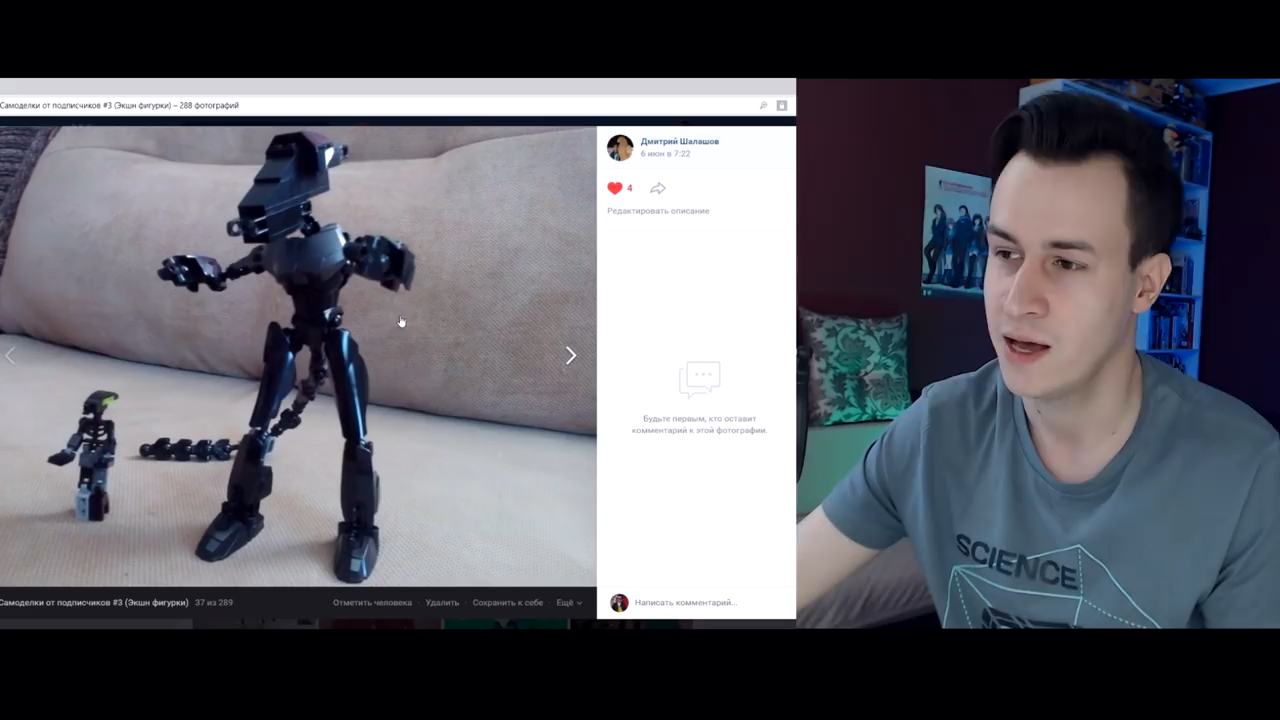 Самоделки от подписчиков #3 (Экшн фигурки) – 288 фотографий
Дмитрий Шалашов
6 июн в 7:22
4
Редактировать описание
Будьте первым, кто оставит
комментарий к этой фотографии.
Самоделки от подписчиков #3 (Экшн фигурки) 37 из 289
Отметить человека · Удалить · Сохранить к себе · Ещё
Написать комментарий...
SCIENCE